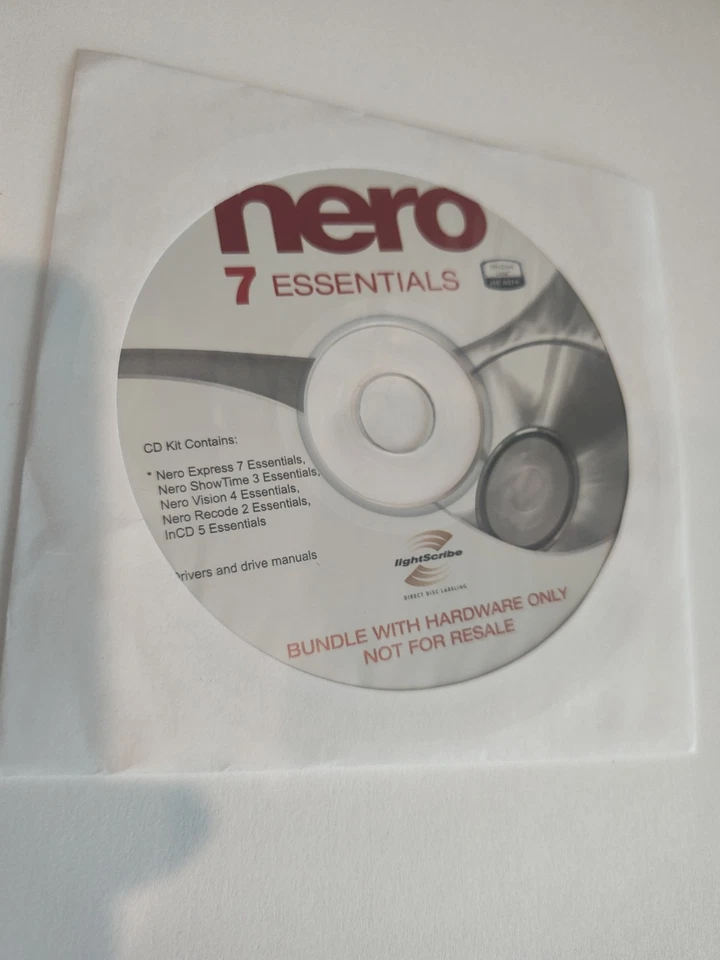 nero
7 ESSENTIALS
CD Kit Contains:
* Nero Express 7 Essentials,
Nero ShowTime 3 Essentials,
Nero Vision 4 Essentials,
Nero Recode 2 Essentials,
InCD 5 Essentials
rivers and drive manuals
lightScribe
DIRECT DISC LABELING
BUNDLE WITH HARDWARE ONLY
NOT FOR RESALE